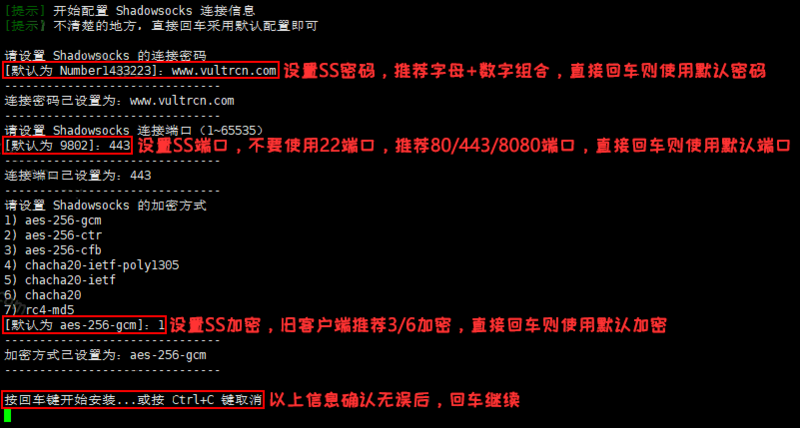 [提示] 开始配置 Shadowsocks 连接信息
[提示] 不清楚的地方，直接回车采用默认配置即可
请设置 Shadowsocks 的连接密码
[默认为 Number1433223]：www.vultrcn.com 设置SS密码，推荐字母+数字组合，直接回车则使用默认密码
-------------------------------
连接密码已设置为：www.vultrcn.com
-------------------------------
请设置 Shadowsocks 连接端口（1~65535）
[默认为 9802]：443 设置SS端口，不要使用22端口，推荐80/443/8080端口，直接回车则使用默认端口
-------------------------------
连接端口已设置为：443
-------------------------------
请设置 Shadowsocks 的加密方式
1) aes-256-gcm
2) aes-256-ctr
3) aes-256-cfb
4) chacha20-ietf-poly1305
5) chacha20-ietf
6) chacha20
7) rc4-md5
[默认为 aes-256-gcm]：1 设置SS加密，旧客户端推荐3/6加密，直接回车则使用默认加密
-------------------------------
加密方式已设置为：aes-256-gcm
-------------------------------
按回车键开始安装...或按 Ctrl+C 键取消 以上信息确认无误后，回车继续